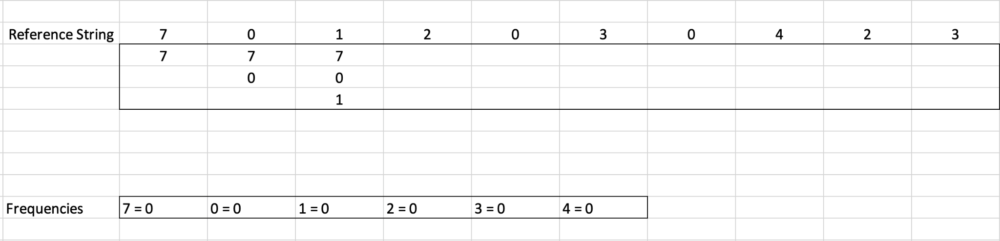 Reference String 7 0 1 2 0 3 0 4 2 3
7 7 7
0 0
1
Frequencies 7 = 0 0 = 0 1 = 0 2 = 0 3 = 0 4 = 0